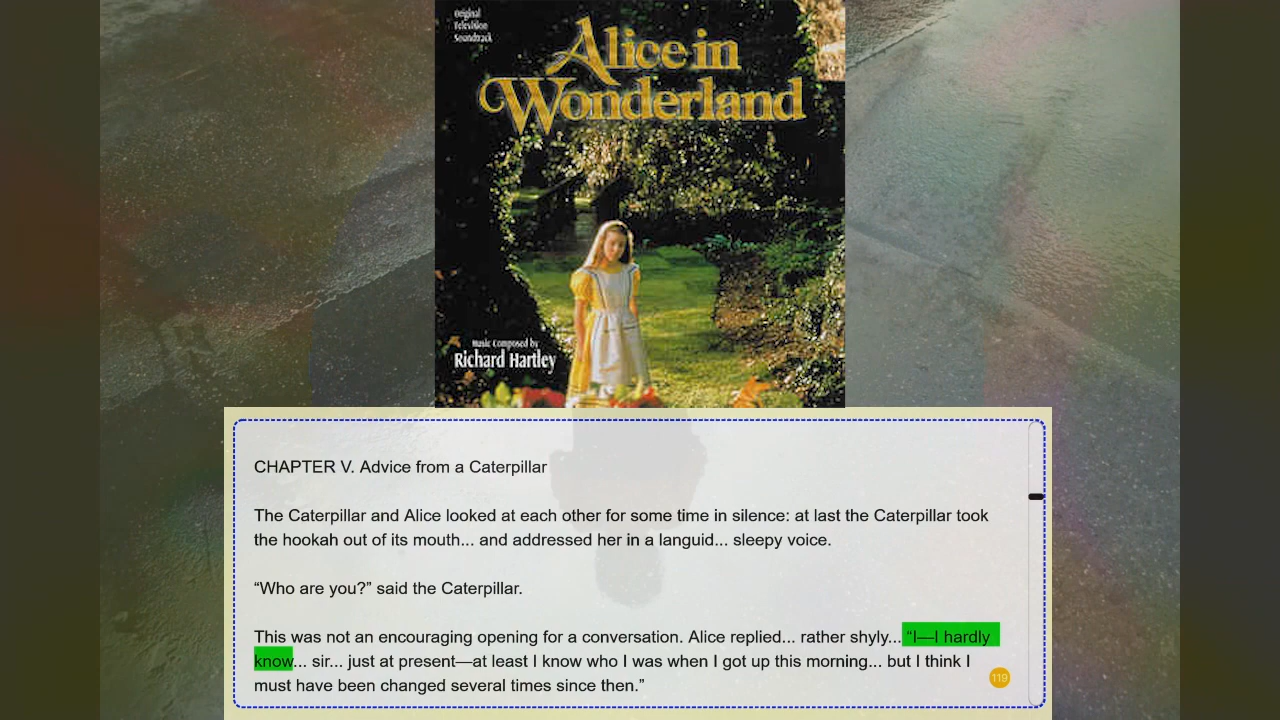 Original
Television
Soundtrack
Alice in
Wonderland
Music Composed by
Richard Hartley
CHAPTER V. Advice from a Caterpillar
The Caterpillar and Alice looked at each other for some time in silence: at last the Caterpillar took
the hookah out of its mouth... and addressed her in a languid... sleepy voice.
“Who are you?” said the Caterpillar.
This was not an encouraging opening for a conversation. Alice replied... rather shyly... “I—I hardly
know... sir... just at present—at least I know who I was when I got up this morning... but I think I
must have been changed several times since then.”
119